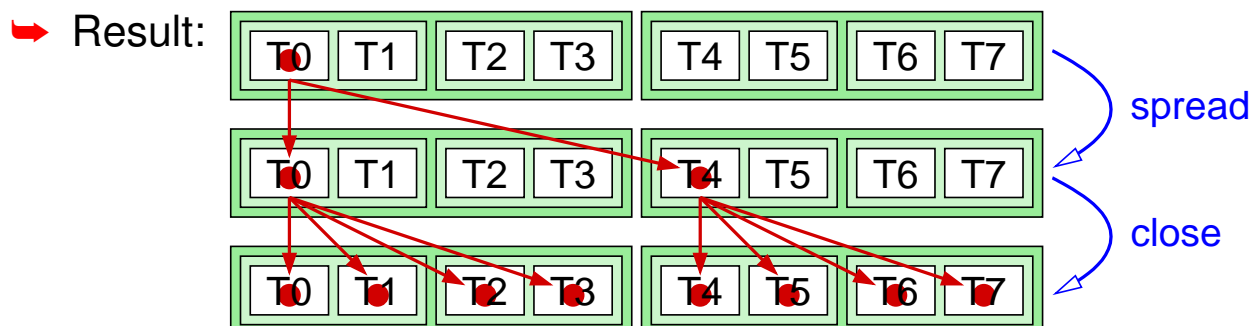 Result:
T0 T1 T2 T3 T4 T5 T6 T7
spread
T0 T1 T2 T3 T4 T5 T6 T7
close
T0 T1 T2 T3 T4 T5 T6 T7